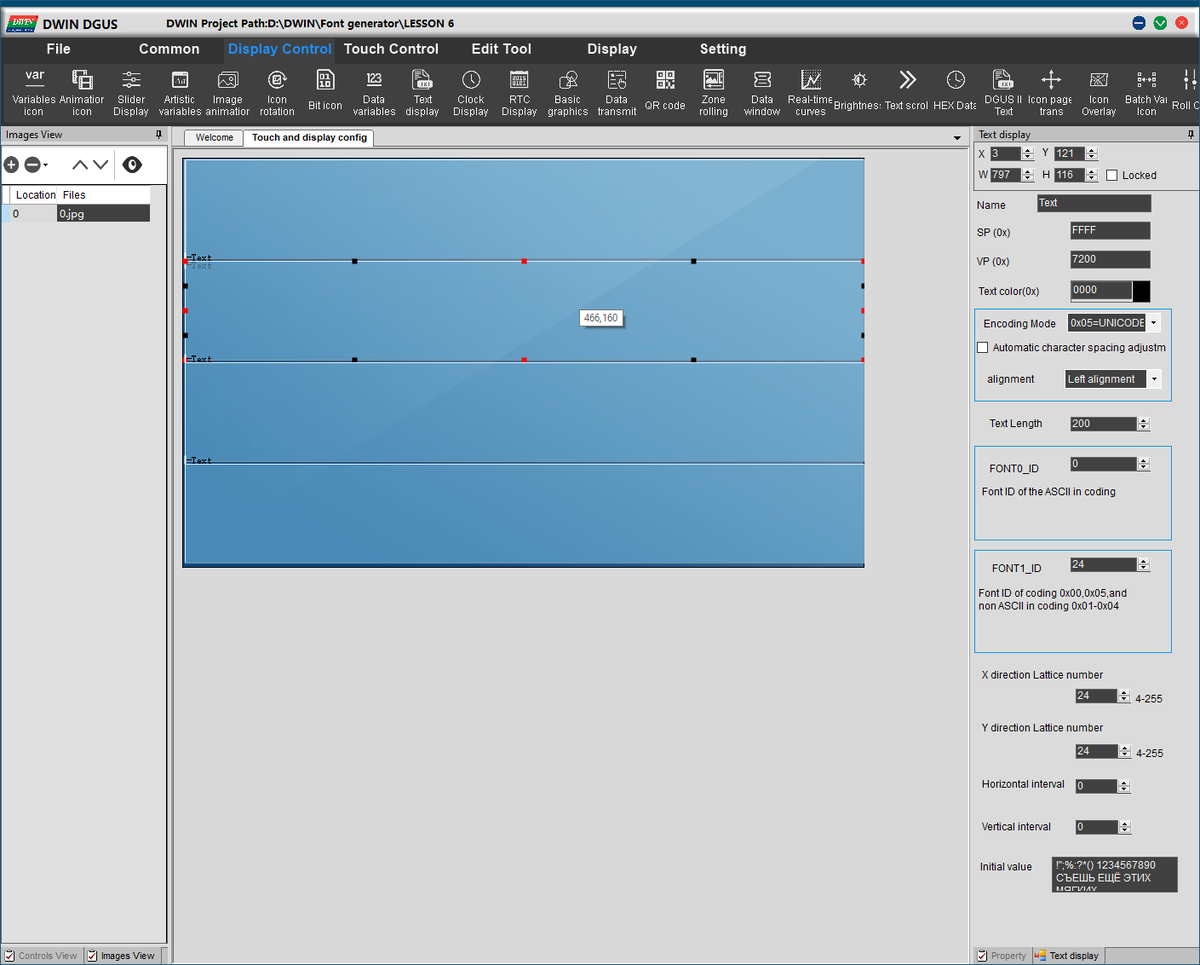 DWIN DGUS DWIN Project Path:D:\DWIN\Font generator\LESSON 6
File Common Display Control Touch Control Edit Tool Display Setting
Variables icon
Animatior icon
Slider Display
Artistic variables
Image animatior
Icon rotation
Bit icon
Data variables
Text display
Clock Display
RTC Display
Basic graphics
Data transmit
QR code
Zone rolling
Data window
Real-time curves
Brightnes:
Text scrol
HEX Data
DGUS II Text
Icon page trans
Icon Overlay
Batch Var Icon
Roll C
Images View
Location Files
0 0.jpg
Welcome Touch and display config
Text
Text
466,160
Text
Text
Text display
X 3 Y 121
W 797 H 116 Locked
Name Text
SP (0x) FFFF
VP (0x) 7200
Text color(0x) 0000
Encoding Mode 0x05=UNICODE
Automatic character spacing adjustm
alignment Left alignment
Text Length 200
FONT0_ID 0
Font ID of the ASCII in coding
FONT1_ID 24
Font ID of coding 0x00,0x05,and
non ASCII in coding 0x01-0x04
X direction Lattice number
24 4-255
Y direction Lattice number
24 4-255
Horizontal interval 0
Vertical interval 0
Initial value !";%:?*() 1234567890
СЪЕШЬ ЕЩЁ ЭТИХ
МЯГКИХ
Controls View Images View
Property Text display